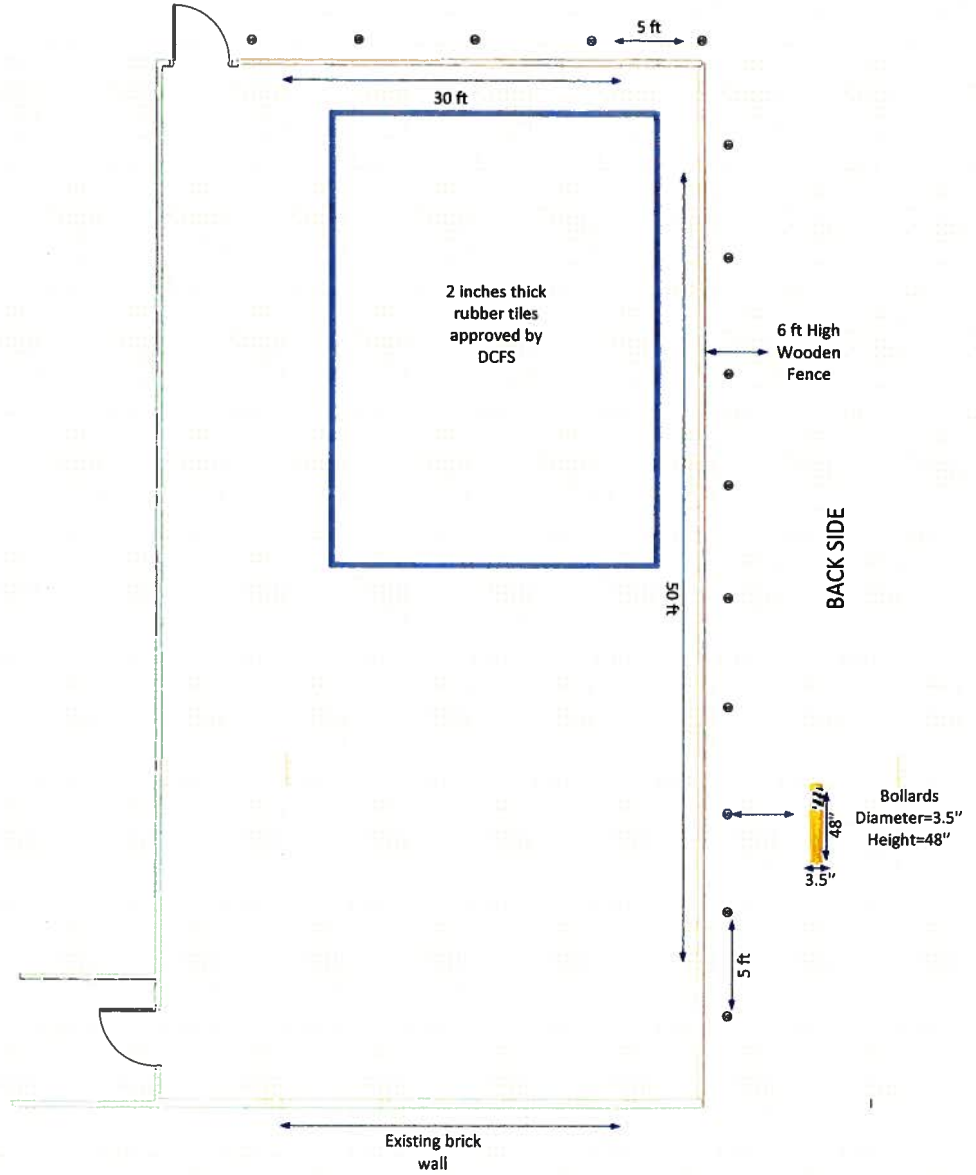 5 ft
30 ft
2 inches thick
rubber tiles
approved by
DCFS
6 ft High
Wooden
Fence
BACK SIDE
50 ft
Bollards
Diameter=3.5"
Height=48"
48"
3.5"
5 ft
Existing brick
wall